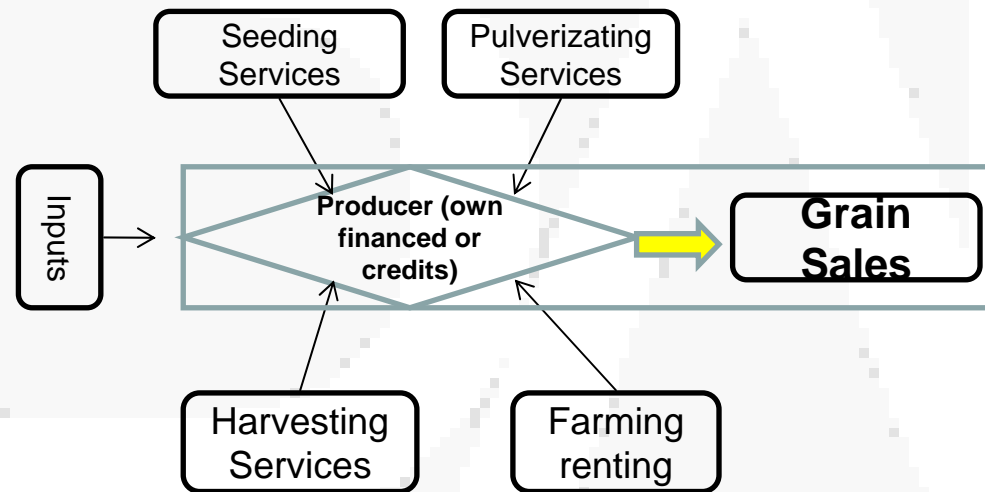 Seeding
Services
Pulverizating
Services
Inputs
Producer (own
financed or
credits)
Grain
Sales
Harvesting
Services
Farming
renting